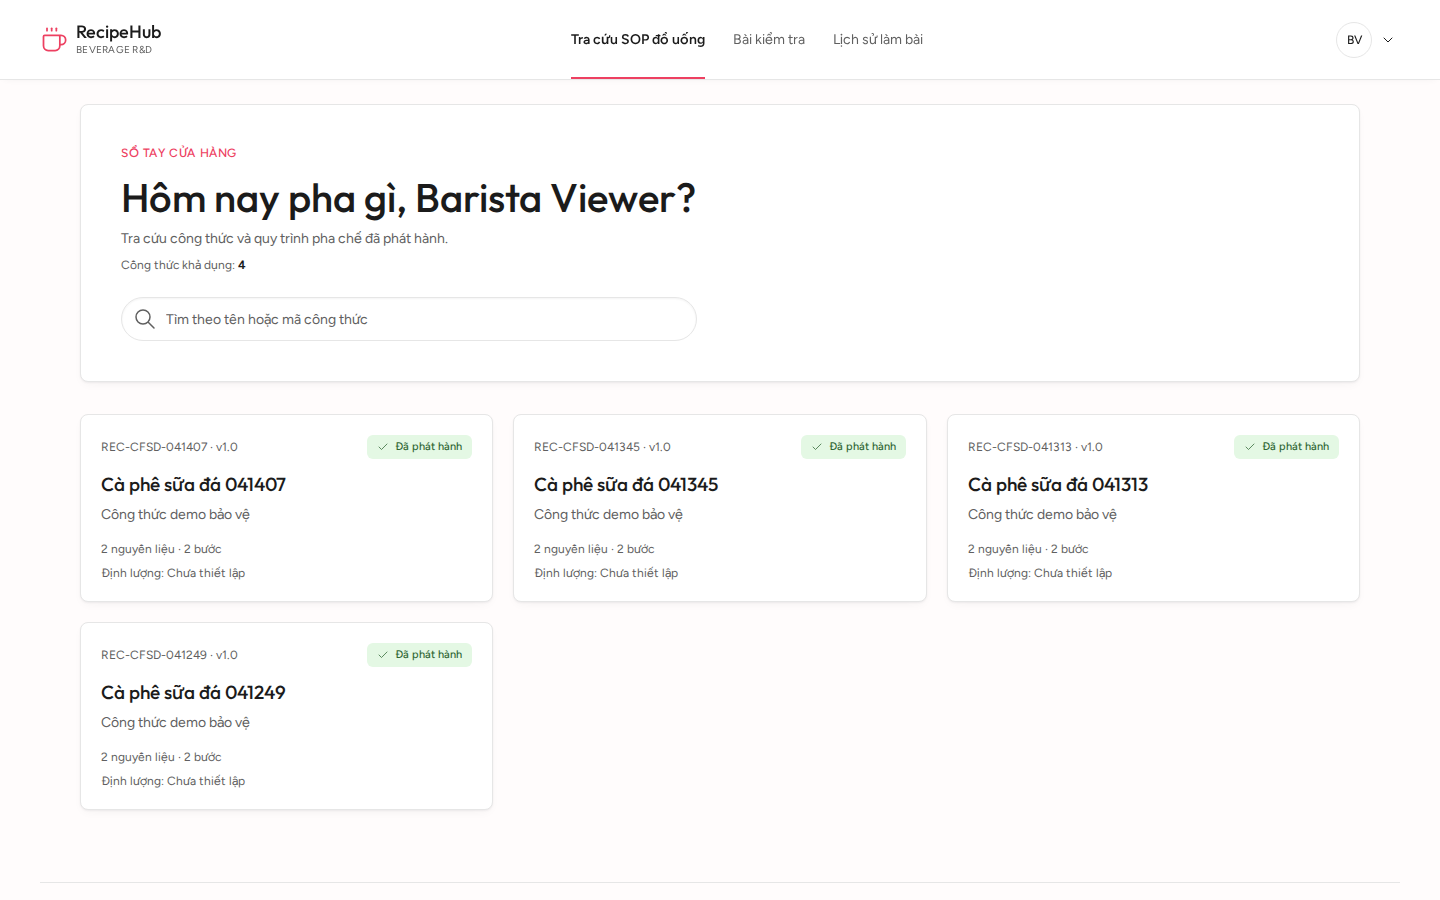 RecipeHub
BEVERAGE R&D
Tra cứu SOP đồ uống
Bài kiểm tra
Lịch sử làm bài
BV
SỔ TAY CỬA HÀNG
Hôm nay pha gì, Barista Viewer?
Tra cứu công thức và quy trình pha chế đã phát hành.
Công thức khả dụng: 4
Tìm theo tên hoặc mã công thức
REC-CFSD-041407 · v1.0
Đã phát hành
Cà phê sữa đá 041407
Công thức demo bảo vệ
2 nguyên liệu · 2 bước
Định lượng: Chưa thiết lập
REC-CFSD-041345 · v1.0
Đã phát hành
Cà phê sữa đá 041345
Công thức demo bảo vệ
2 nguyên liệu · 2 bước
Định lượng: Chưa thiết lập
REC-CFSD-041313 · v1.0
Đã phát hành
Cà phê sữa đá 041313
Công thức demo bảo vệ
2 nguyên liệu · 2 bước
Định lượng: Chưa thiết lập
REC-CFSD-041249 · v1.0
Đã phát hành
Cà phê sữa đá 041249
Công thức demo bảo vệ
2 nguyên liệu · 2 bước
Định lượng: Chưa thiết lập